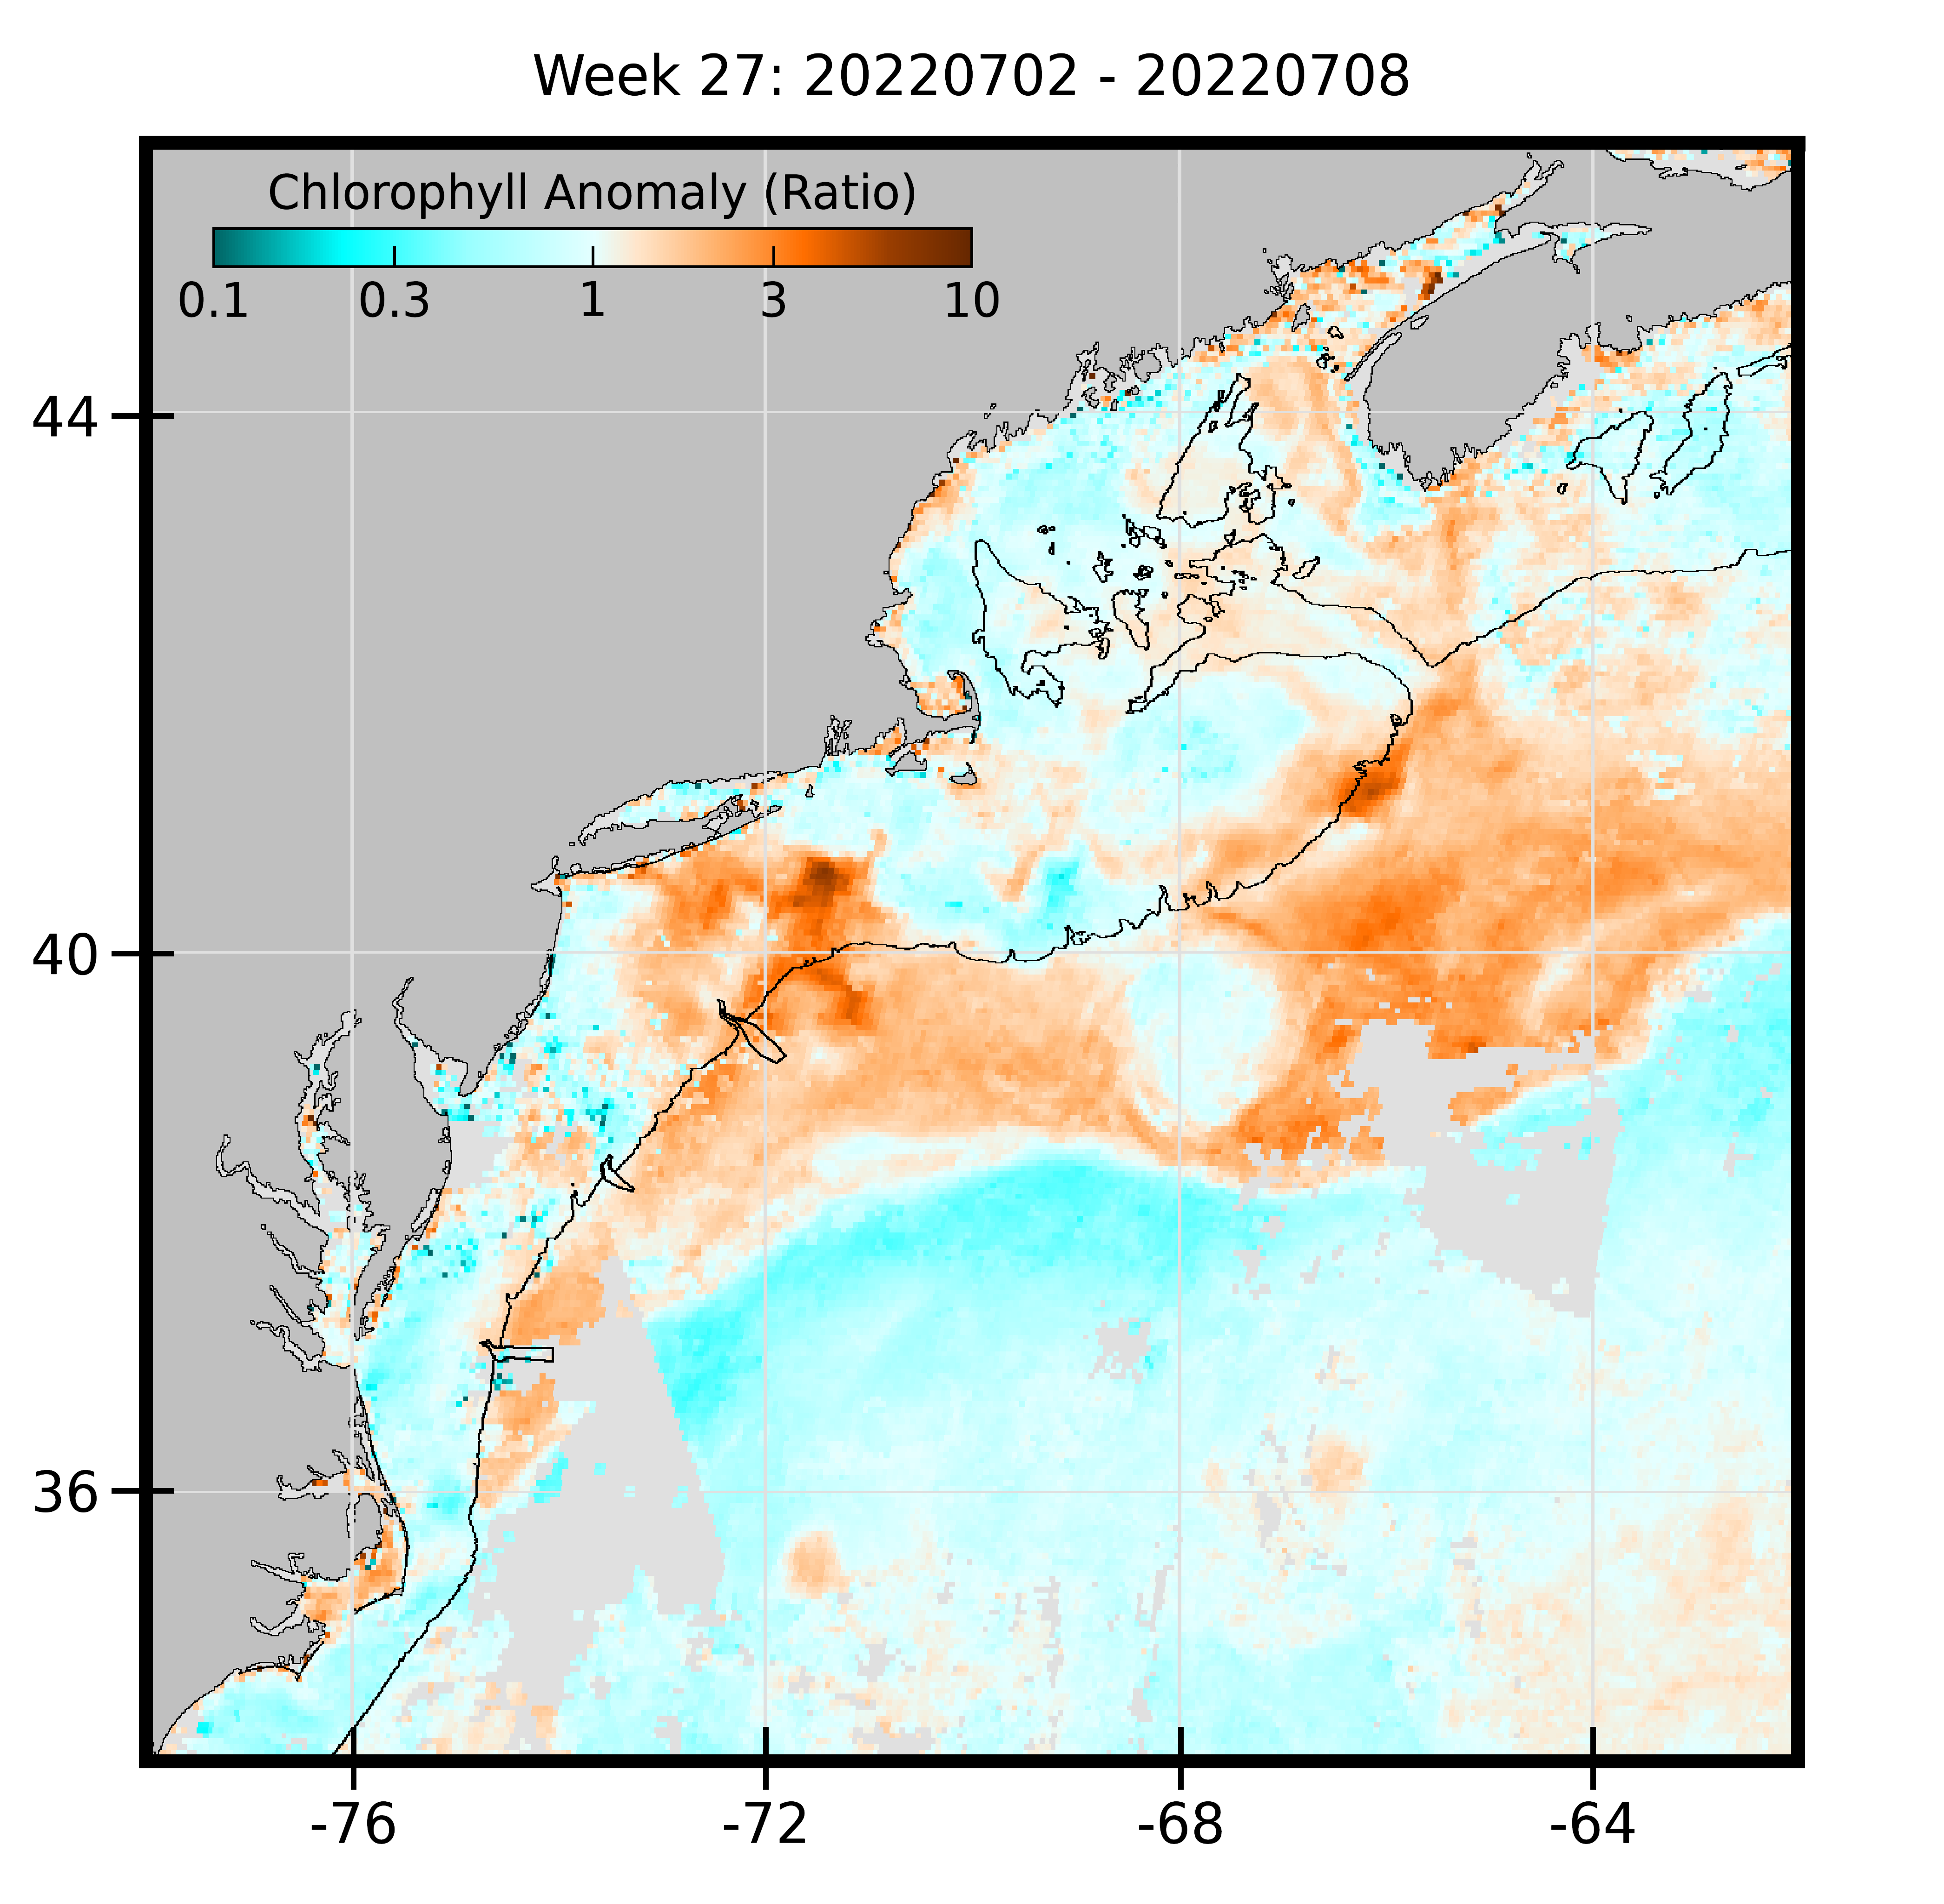 Week 27: 20220702 - 20220708
Chlorophyll Anomaly (Ratio)
0.1 0.3 1 3 10
44
40
36
-76 -72 -68 -64